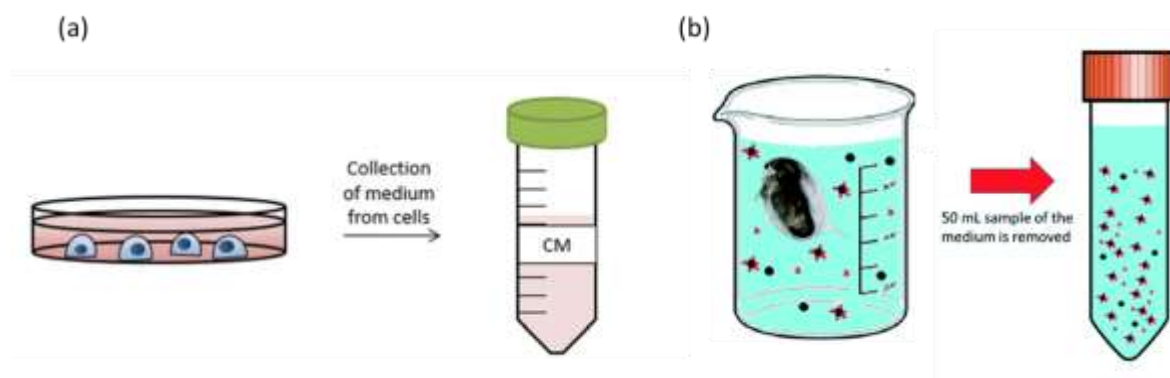 (a)
(b)
Collection
of medium
from cells
CM
50 mL sample of the
medium is removed